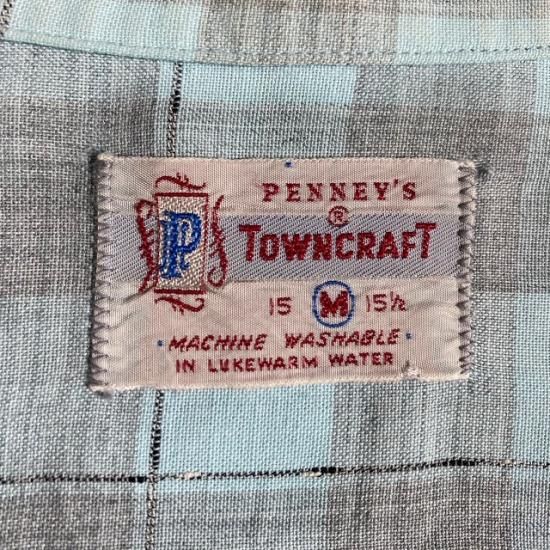 PENNEY'S
®
P TOWNCRAFT
15 M 15½
· MACHINE WASHABLE ·
IN LUKEWARM WATER